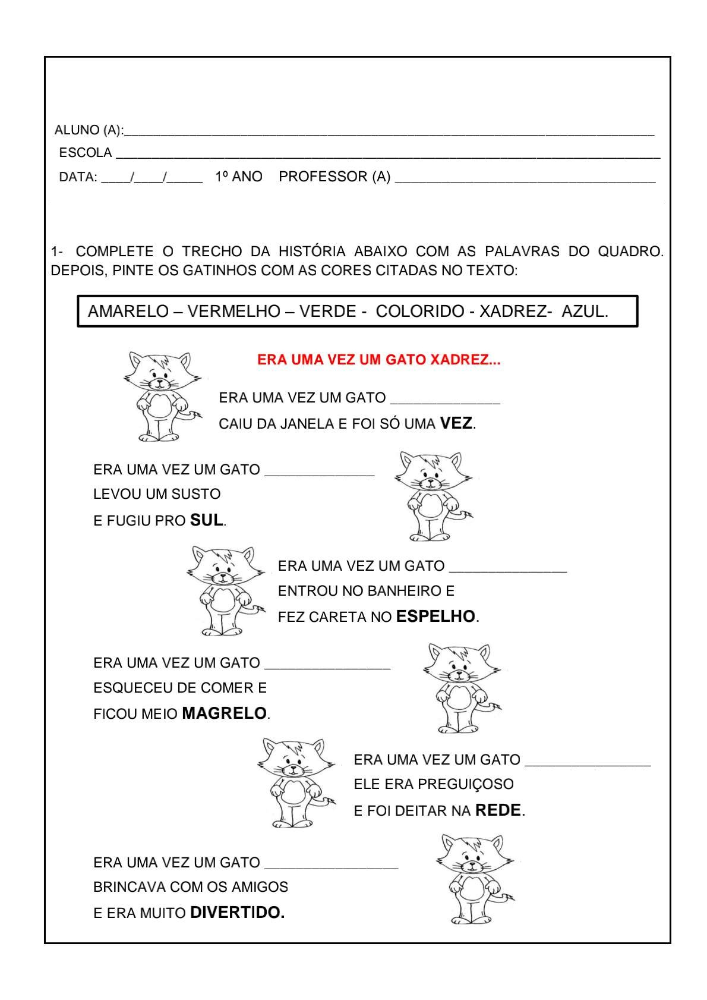 ALUNO (A):_______________________________________________________________________
ESCOLA _________________________________________________________________________
DATA: ____/____/_____ 1º ANO PROFESSOR (A) ________________________________
1- COMPLETE O TRECHO DA HISTÓRIA ABAIXO COM AS PALAVRAS DO QUADRO.
DEPOIS, PINTE OS GATINHOS COM AS CORES CITADAS NO TEXTO:
AMARELO – VERMELHO – VERDE - COLORIDO - XADREZ- AZUL.
ERA UMA VEZ UM GATO XADREZ...
ERA UMA VEZ UM GATO ______________
CAIU DA JANELA E FOI SÓ UMA VEZ.
ERA UMA VEZ UM GATO ______________
LEVOU UM SUSTO
E FUGIU PRO SUL.
ERA UMA VEZ UM GATO _______________
ENTROU NO BANHEIRO E
FEZ CARETA NO ESPELHO.
ERA UMA VEZ UM GATO ________________
ESQUECEU DE COMER E
FICOU MEIO MAGRELO.
ERA UMA VEZ UM GATO ________________
ELE ERA PREGUIÇOSO
E FOI DEITAR NA REDE.
ERA UMA VEZ UM GATO _________________
BRINCAVA COM OS AMIGOS
E ERA MUITO DIVERTIDO.